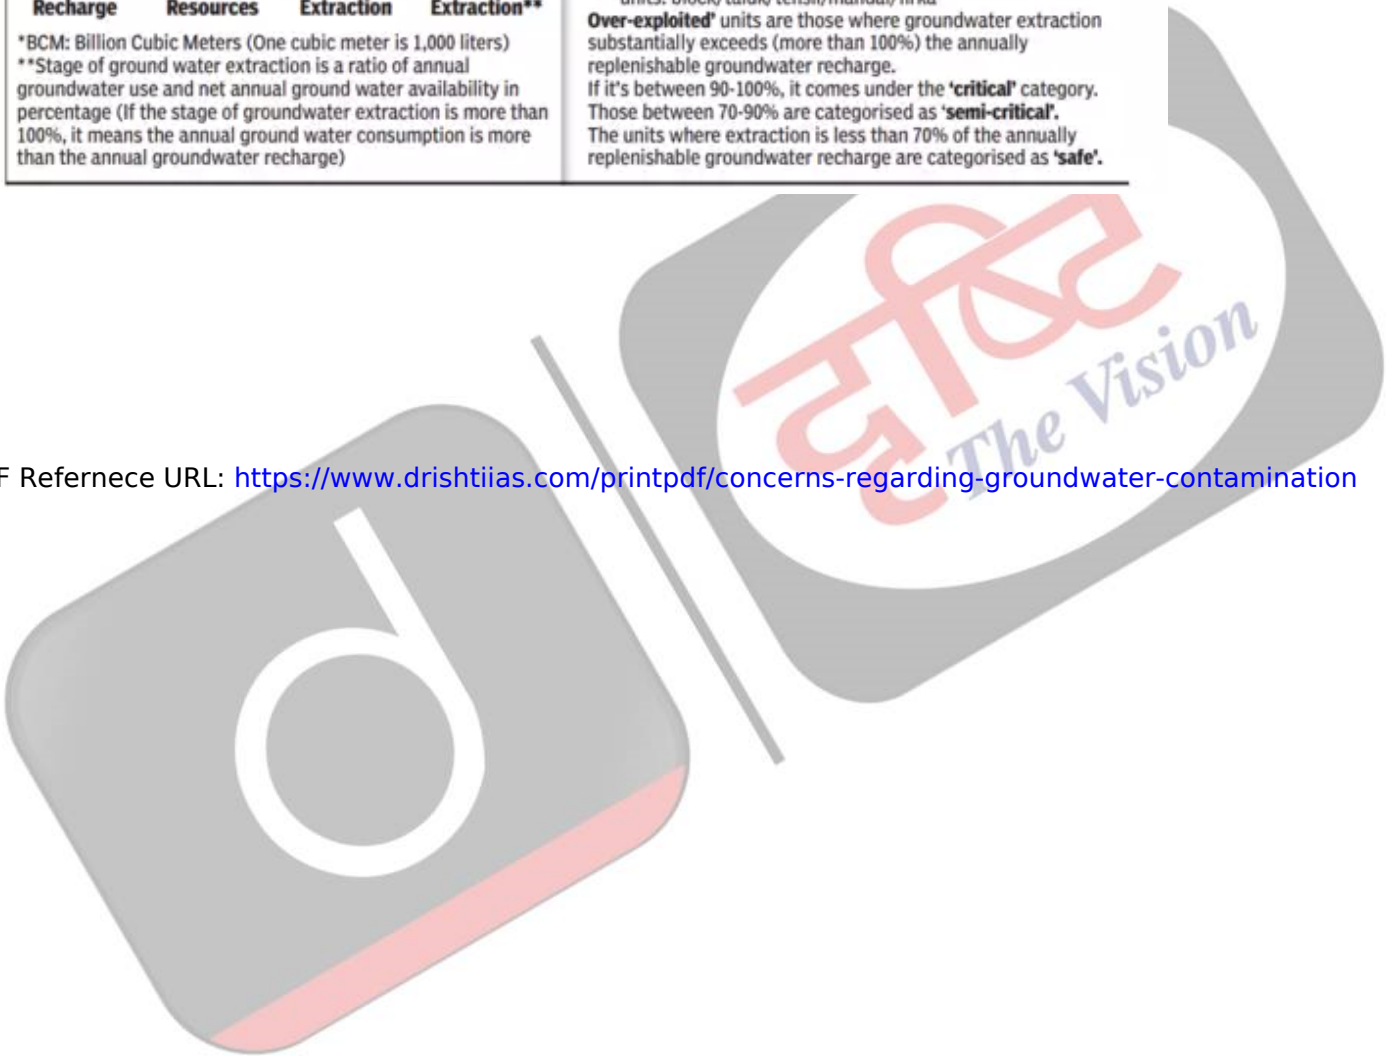 Recharge Resources Extraction Extraction**
*BCM: Billion Cubic Meters (One cubic meter is 1,000 liters)
**Stage of ground water extraction is a ratio of annual
groundwater use and net annual ground water availability in
percentage (If the stage of groundwater extraction is more than
100%, it means the annual ground water consumption is more
than the annual groundwater recharge)
Over-exploited' units are those where groundwater extraction
substantially exceeds (more than 100%) the annually
replenishable groundwater recharge.
If it's between 90-100%, it comes under the 'critical' category.
Those between 70-90% are categorised as 'semi-critical'.
The units where extraction is less than 70% of the annually
replenishable groundwater recharge are categorised as 'safe'.
दृष्टि
The Vision
F Refernece URL: https://www.drishtiias.com/printpdf/concerns-regarding-groundwater-contamination
d